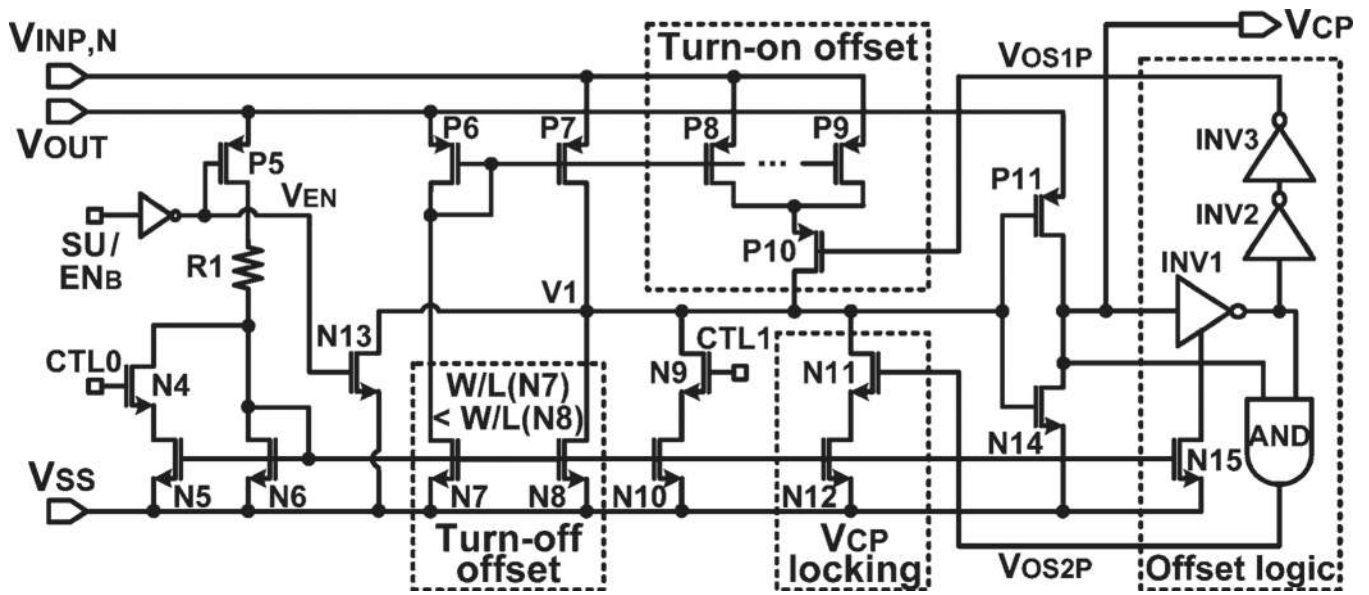 VINP,N
VOUT
VCP
Turn-on offset
VOS1P
P5
P6
P7
P8
P9
...
INV3
INV2
P11
VEN
SU/
ENB
R1
P10
INV1
V1
N13
CTL1
CTL0
N4
W/L(N7)
< W/L(N8)
N9
N11
N14
AND
N15
VSS
N5
N6
N7
N8
N10
N12
Turn-off
offset
VCP
locking
VOS2P
Offset logic